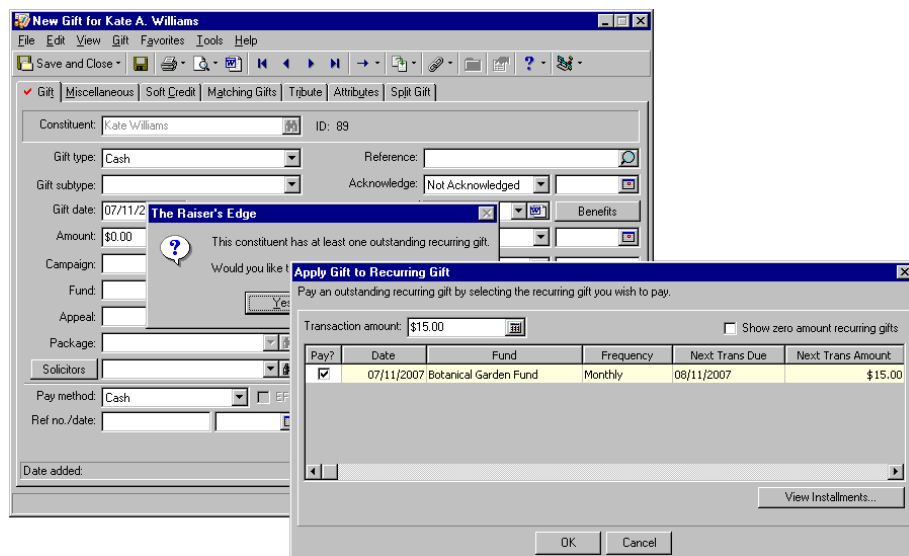 New Gift for Kate A. Williams
File Edit View Gift Favorites Tools Help
Save and Close
Gift Miscellaneous Soft Credit Matching Gifts Tribute Attributes Split Gift
Constituent: Kate Williams ID: 89
Gift type: Cash Reference:
Gift subtype: Acknowledge: Not Acknowledged
Gift date: 07/11/2 Benefits
Amount: $0.00
Campaign:
Fund:
Appeal:
Package:
Solicitors
Pay method: Cash
Ref no./date:
Date added:
The Raiser's Edge
This constituent has at least one outstanding recurring gift.
Would you like
Apply Gift to Recurring Gift
Pay an outstanding recurring gift by selecting the recurring gift you wish to pay.
Transaction amount: $15.00 Show zero amount recurring gifts
Pay? Date Fund Frequency Next Trans Due Next Trans Amount
07/11/2007 Botanical Garden Fund Monthly 08/11/2007 $15.00
View Installments...
OK Cancel